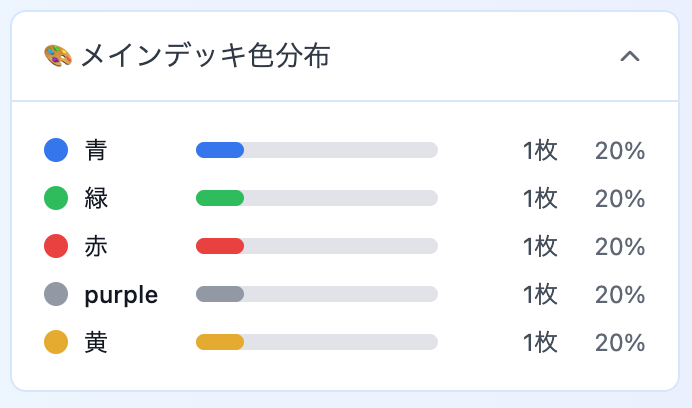 🎨 メインデッキ色分布
青 1枚 20%
緑 1枚 20%
赤 1枚 20%
purple 1枚 20%
黄 1枚 20%